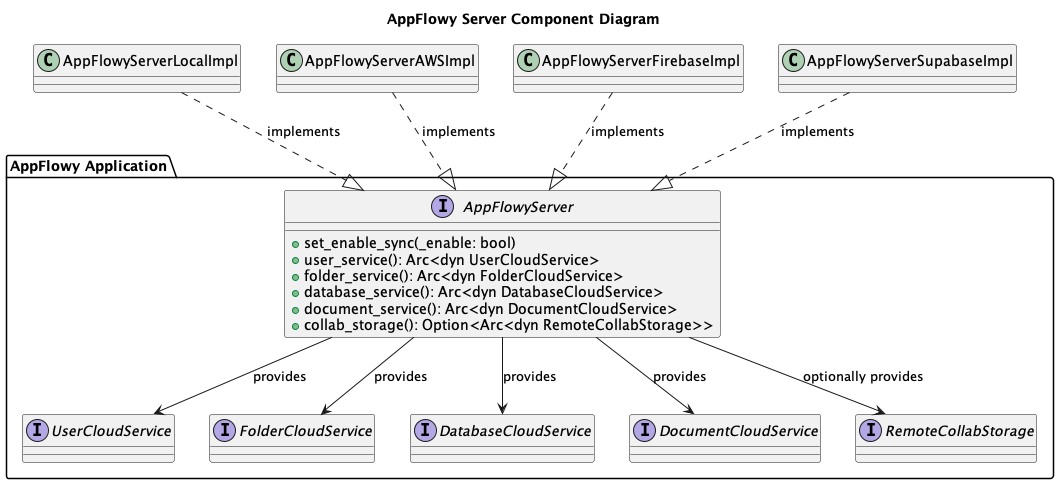 AppFlowy Server Component Diagram
C AppFlowyServerLocalImpl
C AppFlowyServerAWSImpl
C AppFlowyServerFirebaseImpl
C AppFlowyServerSupabaseImpl
implements
implements
implements
implements
AppFlowy Application
I AppFlowyServer
set_enable_sync(_enable: bool)
user_service(): Arc<dyn UserCloudService>
folder_service(): Arc<dyn FolderCloudService>
database_service(): Arc<dyn DatabaseCloudService>
document_service(): Arc<dyn DocumentCloudService>
collab_storage(): Option<Arc<dyn RemoteCollabStorage>>
provides
provides
provides
provides
optionally provides
I UserCloudService
I FolderCloudService
I DatabaseCloudService
I DocumentCloudService
I RemoteCollabStorage